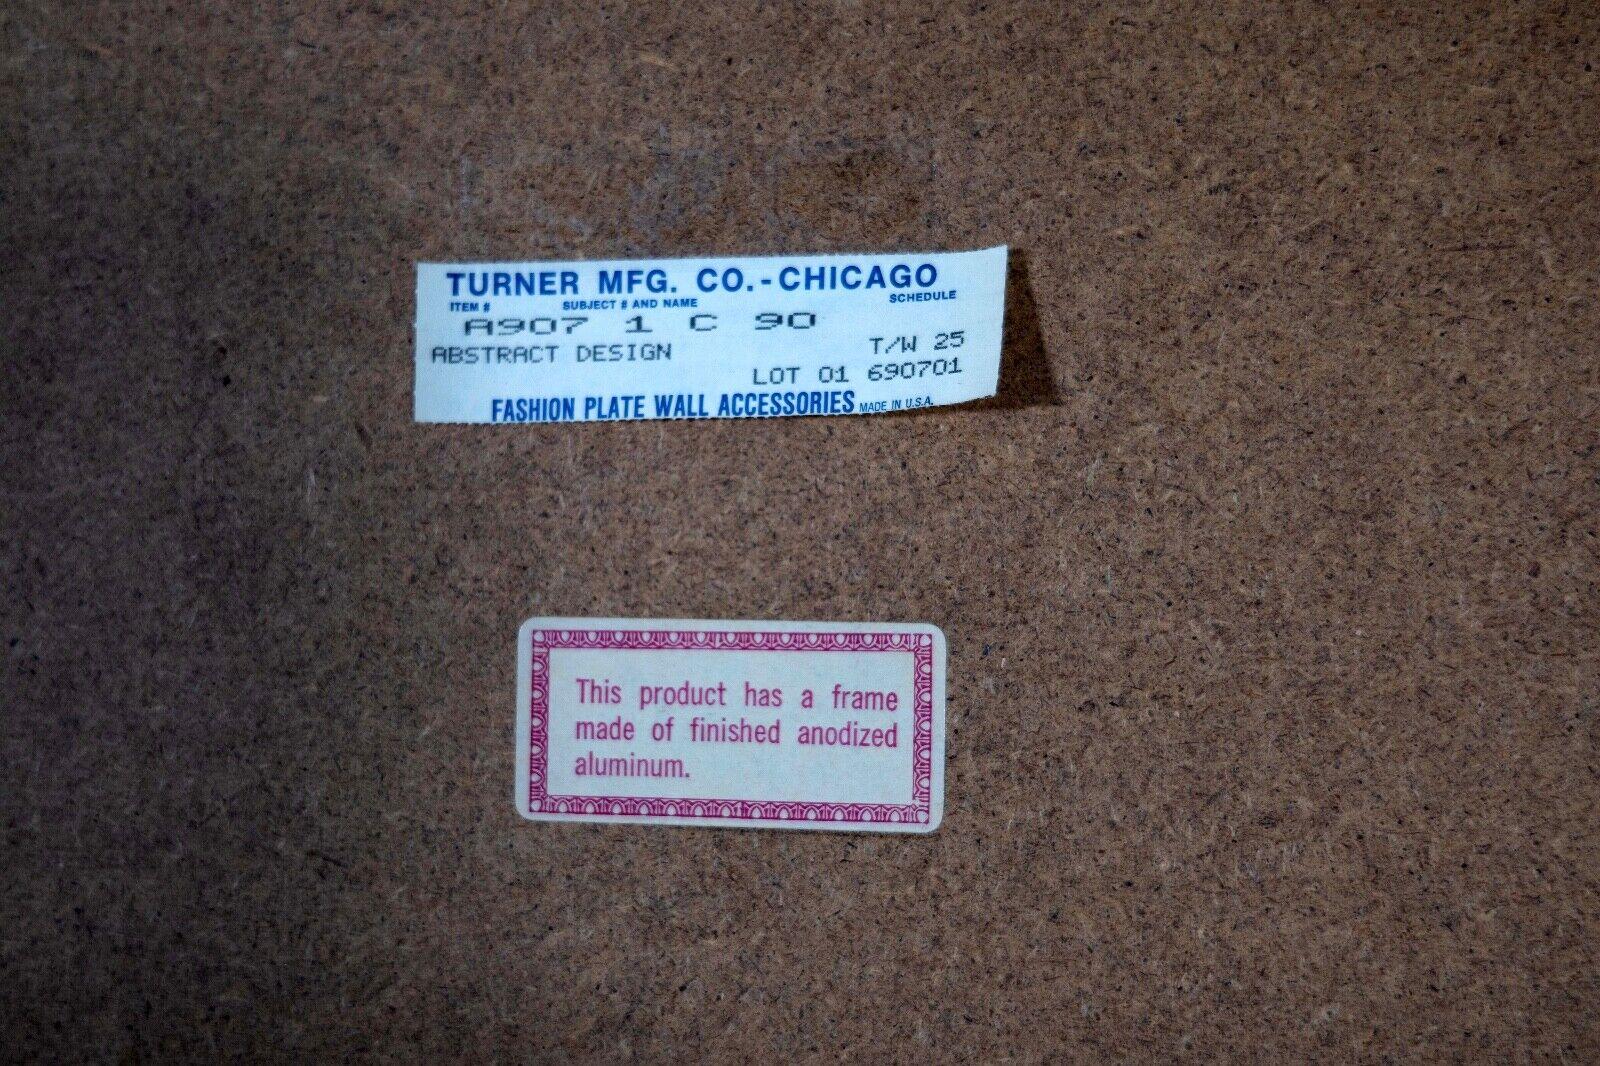 TURNER MFG. CO.-CHICAGO
ITEM # SUBJECT # AND NAME SCHEDULE
A907 1 C 90
ABSTRACT DESIGN T/W 25
LOT 01 690701
FASHION PLATE WALL ACCESSORIES MADE IN U.S.A.
This product has a frame
made of finished anodized
aluminum.